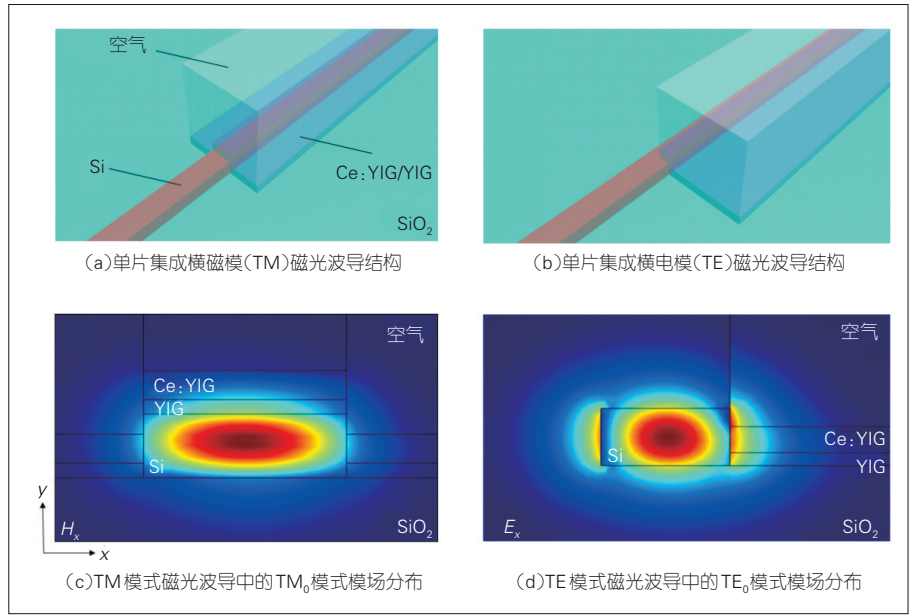 空气
Si
Ce:YIG/YIG
SiO₂
(a)单片集成横磁模(TM)磁光波导结构
(b)单片集成横电模(TE)磁光波导结构
空气
Ce:YIG
YIG
Si
y
Hₓ
x
SiO₂
空气
Ce:YIG
Si
YIG
Eₓ
SiO₂
(c)TM模式磁光波导中的TM₀模式模场分布
(d)TE模式磁光波导中的TE₀模式模场分布